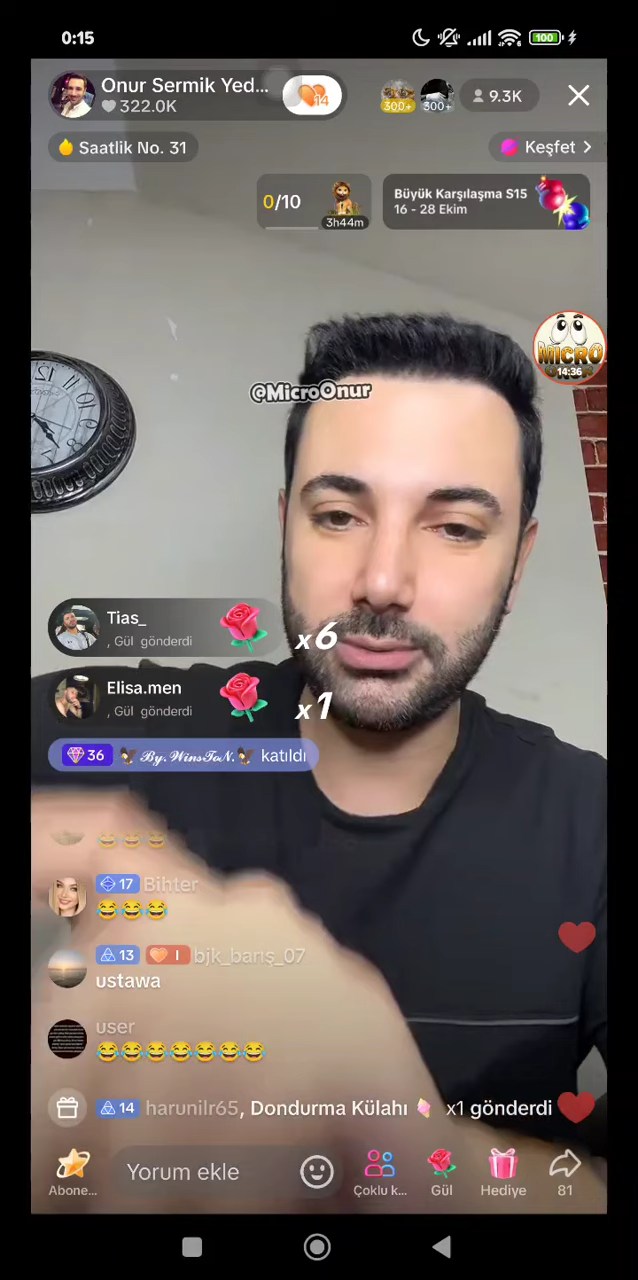 0:15
100
Onur Sermik Yed...
322.0K
14
300+
300+
9.3K
Saatlik No. 31
Keşfet
0/10
3h44m
Büyük Karşılaşma S15
16 - 28 Ekim
MICRO
14:36
@MicroOnur
Tias_
, Gül gönderdi
x6
Elisa.men
, Gül gönderdi
x1
36 𝓑𝔂.𝓦𝓲𝓷𝓼𝓣𝓸𝓝. katıldı
17 Bihter
😂😂😂
13 I bjk_barış_07
ustawa
user
😂😂😂😂😂😂😂
14 harunilr65, Dondurma Külahı 🍦 x1 gönderdi
Abone...
Yorum ekle
Çoklu k...
Gül
Hediye
81